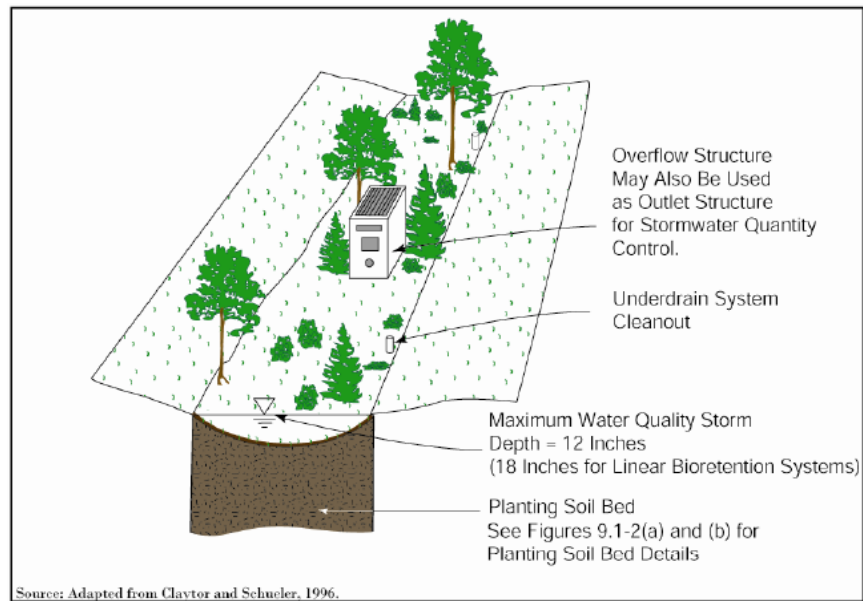 Overflow Structure
May Also Be Used
as Outlet Structure
for Stormwater Quantity
Control.
Underdrain System
Cleanout
Maximum Water Quality Storm
Depth = 12 Inches
(18 Inches for Linear Bioretention Systems)
Planting Soil Bed
See Figures 9.1-2(a) and (b) for
Planting Soil Bed Details
Source: Adapted from Claytor and Schueler, 1996.